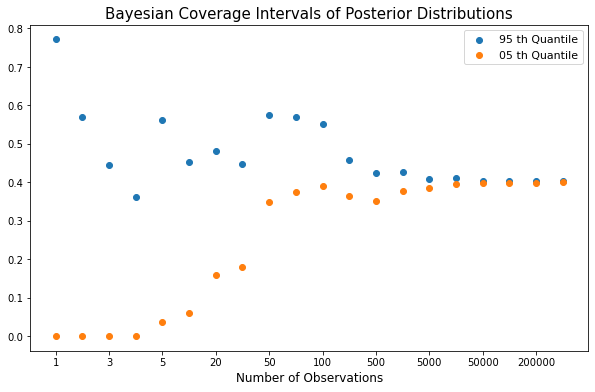 Bayesian Coverage Intervals of Posterior Distributions
95 th Quantile
05 th Quantile
0.8
0.7
0.6
0.5
0.4
0.3
0.2
0.1
0.0
1 3 5 20 50 100 500 5000 50000 200000
Number of Observations